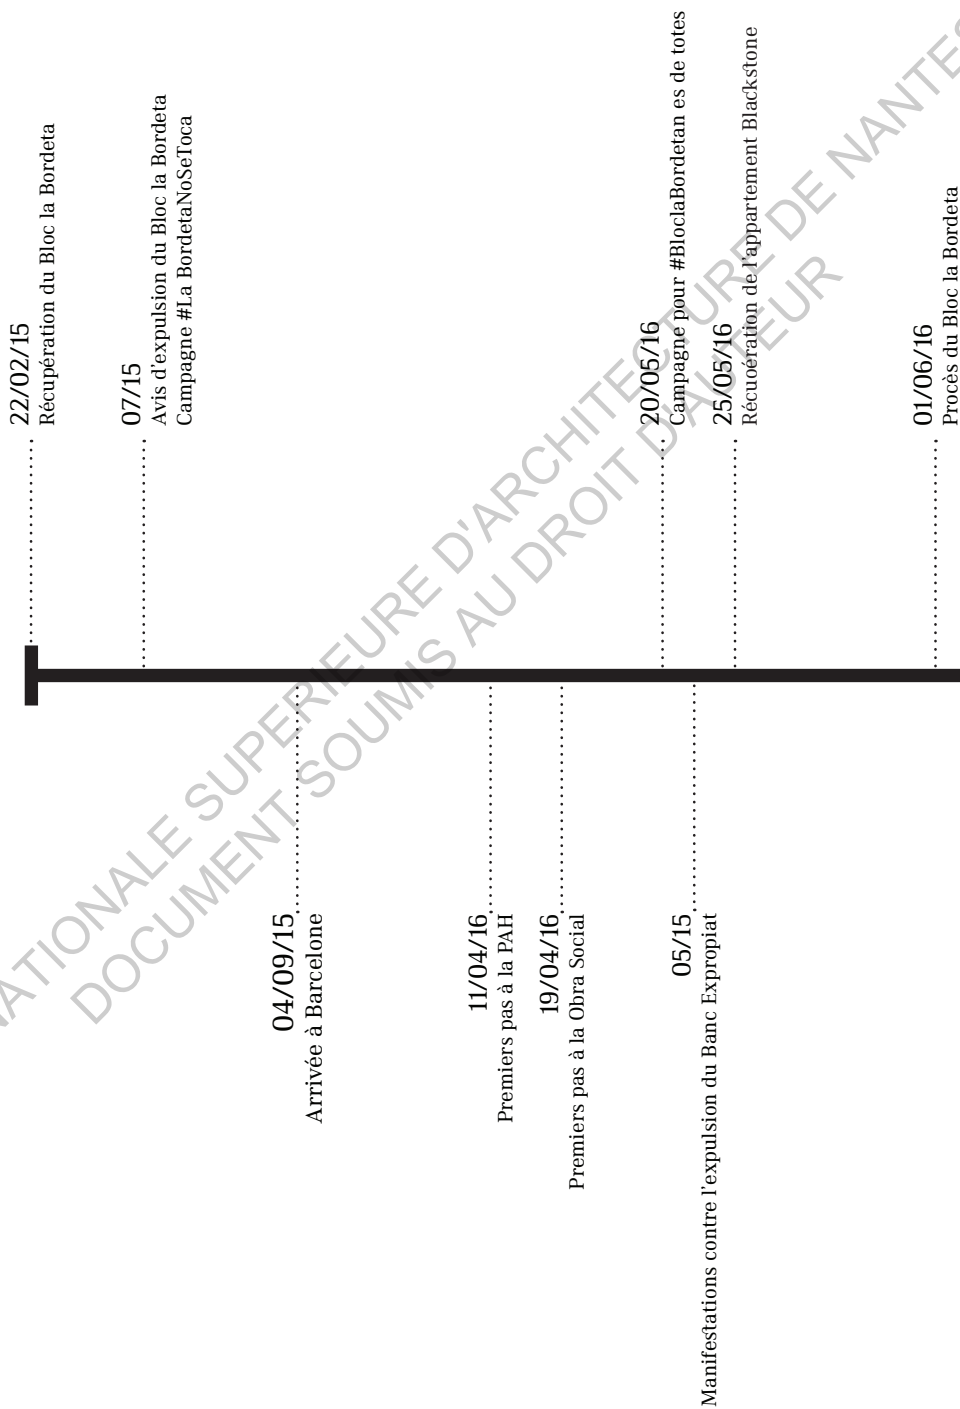 22/02/15
Récupération du Bloc la Bordeta
07/15
Avis d'expulsion du Bloc la Bordeta
Campagne #La BordetaNoSeToca
04/09/15
Arrivée à Barcelone
11/04/16
Premiers pas à la PAH
19/04/16
Premiers pas à la Obra Social
20/05/16
Campagne pour #BloclaBordetan es de totes
05/15
Manifestations contre l'expulsion du Banc Expropiat
25/05/16
Récuoération de l'appartement Blackstone
01/06/16
Procès du Bloc la Bordeta
NATIONALE SUPERIEURE D'ARCHITECTURE DE NANTES
DOCUMENT SOUMIS AU DROIT D'AUTEUR